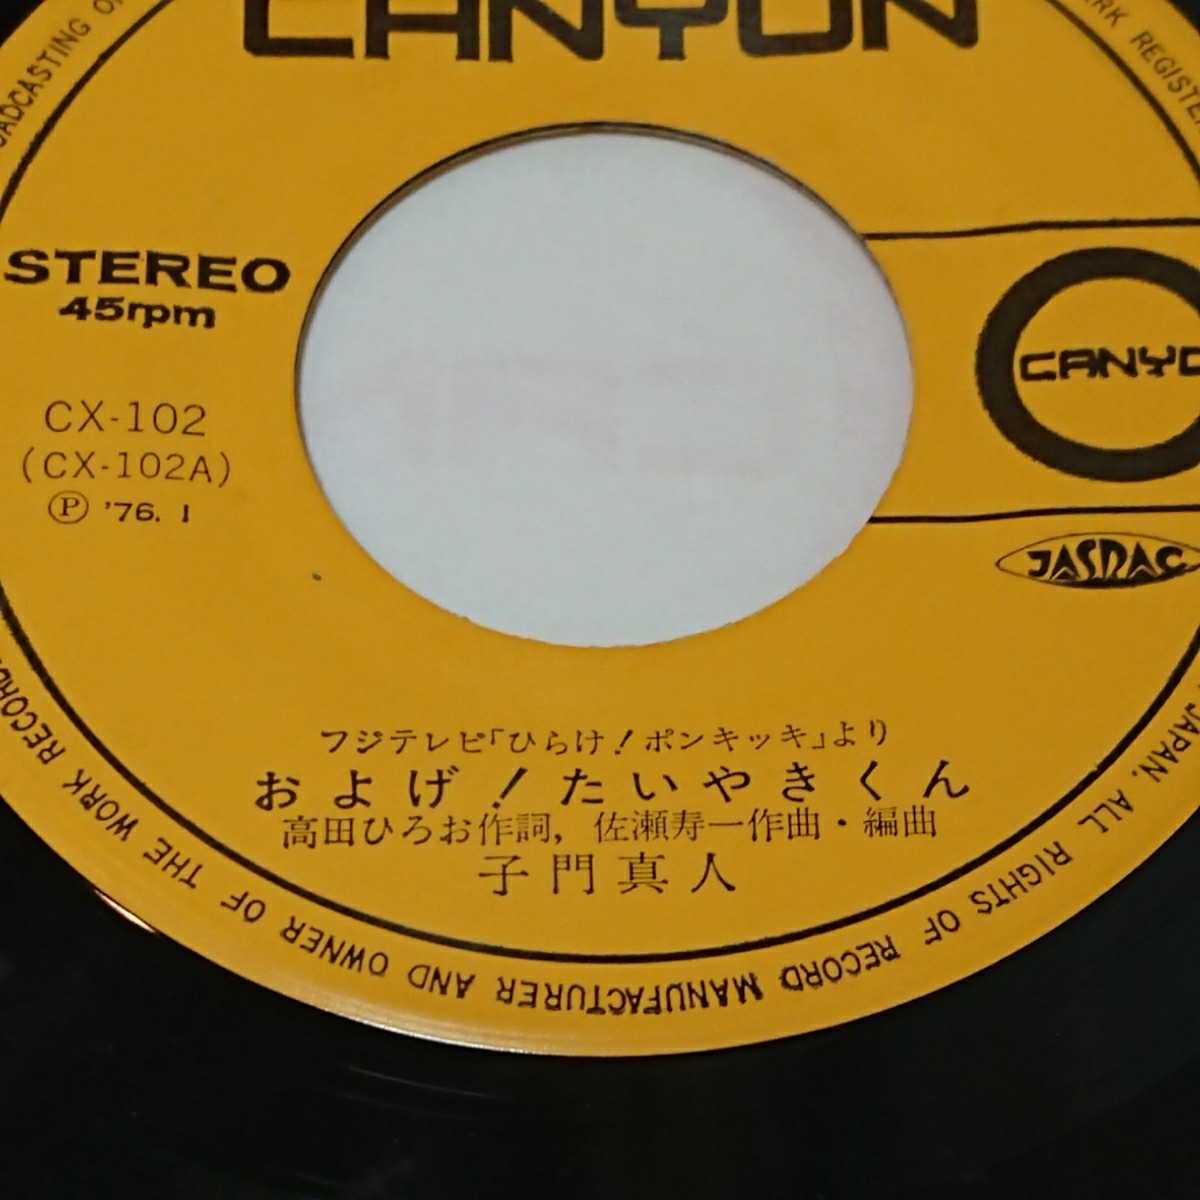 CANYON
STEREO
45rpm
CX-102
(CX-102A)
Ⓟ '76. 1
JASRAC
フジテレビ「ひらけ!ポンキッキ」より
およげ!たいやきくん
高田ひろお作詞, 佐瀬寿一作曲・編曲
子門真人
JAPAN. ALL RIGHTS OF RECORD MANUFACTURER AND OWNER OF THE WORK RECORD